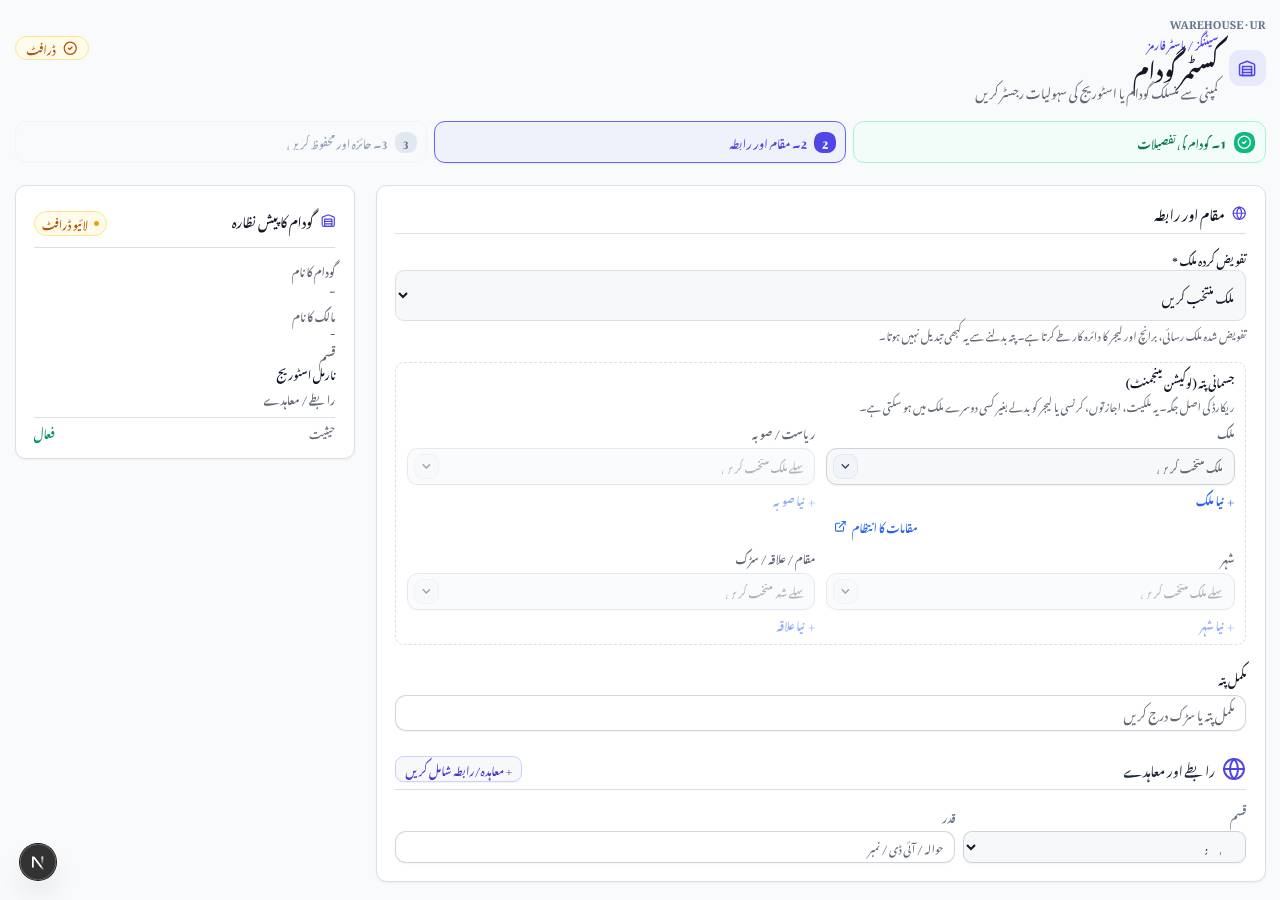 WAREHOUSE·UR
سیٹنگز / ماسٹر فارمز
کسٹمر گودام
کمپنی سے منسلک گودام یا اسٹوریج کی سہولیات رجسٹر کریں
ڈرافٹ
1۔ گودام کی تفصیلات
2 2۔ مقام اور رابطہ
3 3۔ جائزہ اور محفوظ کریں
مقام اور رابطہ
تفویض کردہ ملک *
ملک منتخب کریں
تفویض شدہ ملک رسائی، برانچ اور لیجر کا دائرہ کار طے کرتا ہے۔ پتہ بدلنے سے یہ کبھی تبدیل نہیں ہوتا۔
جسمانی پتہ (لوکیشن مینجمنٹ)
ریکارڈ کی اصل جگہ۔ یہ ملکیت، اجازتوں، کرنسی یا لیجر کو بدلے بغیر کسی دوسرے ملک میں ہو سکتی ہے۔
ملک
ملک منتخب کریں
+ نیا ملک
مقامات کا انتظام
ریاست / صوبہ
پہلے ملک منتخب کریں
+ نیا صوبہ
شہر
پہلے ملک منتخب کریں
+ نیا شہر
مقام / علاقہ / سڑک
پہلے شہر منتخب کریں
+ نیا علاقہ
مکمل پتہ
مکمل پتہ یا سڑک درج کریں
رابطے اور معاہدے
+ معاہدہ/رابطہ شامل کریں
قسم
قدر
حوالہ / آئی ڈی / نمبر
گودام کا پیش نظارہ
لائیو ڈرافٹ
گودام کا نام
-
مالک کا نام
-
قسم
نارمل اسٹوریج
رابطے / معاہدے
حیثیت
فعال
N